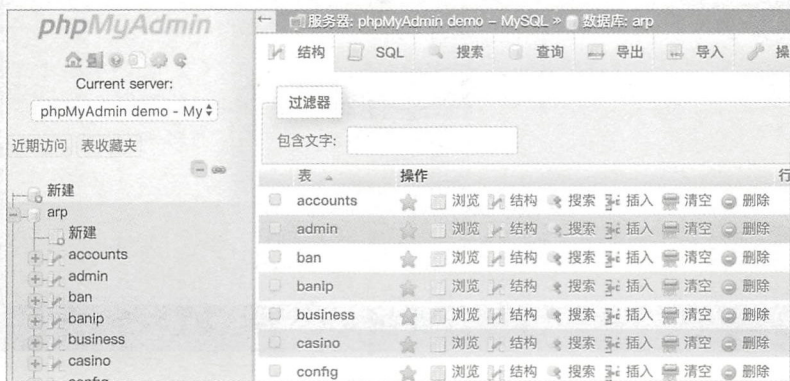 phpMyAdmin
Current server:
phpMyAdmin demo - My
近期访问 表收藏夹
新建
arp
新建
accounts
admin
ban
banip
business
casino
config
服务器: phpMyAdmin demo - MySQL » 数据库: arp
结构 SQL 搜索 查询 导出 导入 操
过滤器
包含文字:
表 操作 行
accounts 浏览 结构 搜索 插入 清空 删除
admin 浏览 结构 搜索 插入 清空 删除
ban 浏览 结构 搜索 插入 清空 删除
banip 浏览 结构 搜索 插入 清空 删除
business 浏览 结构 搜索 插入 清空 删除
casino 浏览 结构 搜索 插入 清空 删除
config 浏览 结构 搜索 插入 清空 删除